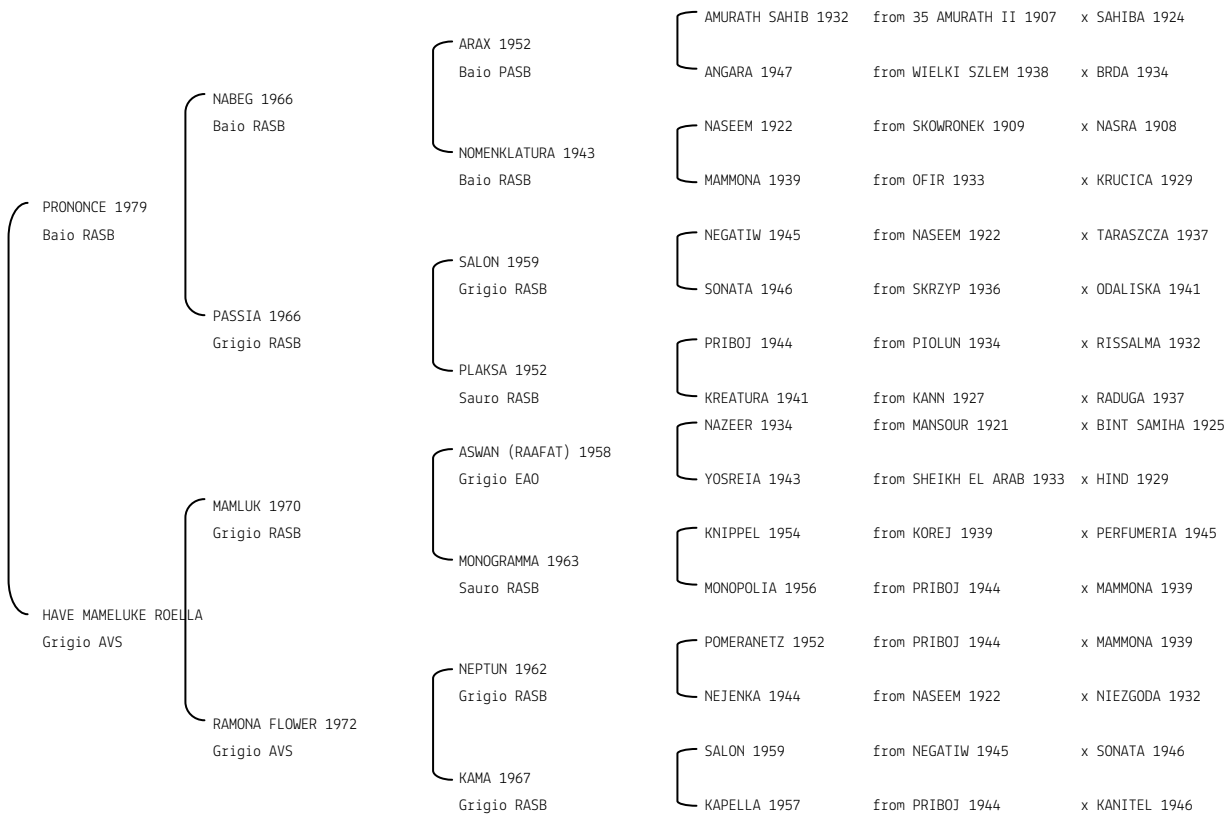 AMURATH SAHIB 1932 from 35 AMURATH II 1907 x SAHIBA 1924
ARAX 1952
Baio PASB
ANGARA 1947 from WIELKI SZLEM 1938 x BRDA 1934
NABEG 1966
Baio RASB
NASEEM 1922 from SKOWRONEK 1909 x NASRA 1908
NOMENKLATURA 1943
Baio RASB
MAMMONA 1939 from OFIR 1933 x KRUCICA 1929
PRONONCE 1979
Baio RASB
NEGATIW 1945 from NASEEM 1922 x TARASZCZA 1937
SALON 1959
Grigio RASB
SONATA 1946 from SKRZYP 1936 x ODALISKA 1941
PASSIA 1966
Grigio RASB
PRIBOJ 1944 from PIOLUN 1934 x RISSALMA 1932
PLAKSA 1952
Sauro RASB
KREATURA 1941 from KANN 1927 x RADUGA 1937
NAZEER 1934 from MANSOUR 1921 x BINT SAMIHA 1925
ASWAN (RAAFAT) 1958
Grigio EAO
YOSREIA 1943 from SHEIKH EL ARAB 1933 x HIND 1929
MAMLUK 1970
Grigio RASB
KNIPPEL 1954 from KOREJ 1939 x PERFUMERIA 1945
MONOGRAMMA 1963
Sauro RASB
MONOPOLIA 1956 from PRIBOJ 1944 x MAMMONA 1939
HAVE MAMELUKE ROELLA
Grigio AVS
POMERANETZ 1952 from PRIBOJ 1944 x MAMMONA 1939
NEPTUN 1962
Grigio RASB
NEJENKA 1944 from NASEEM 1922 x NIEZGODA 1932
RAMONA FLOWER 1972
Grigio AVS
SALON 1959 from NEGATIW 1945 x SONATA 1946
KAMA 1967
Grigio RASB
KAPELLA 1957 from PRIBOJ 1944 x KANITEL 1946